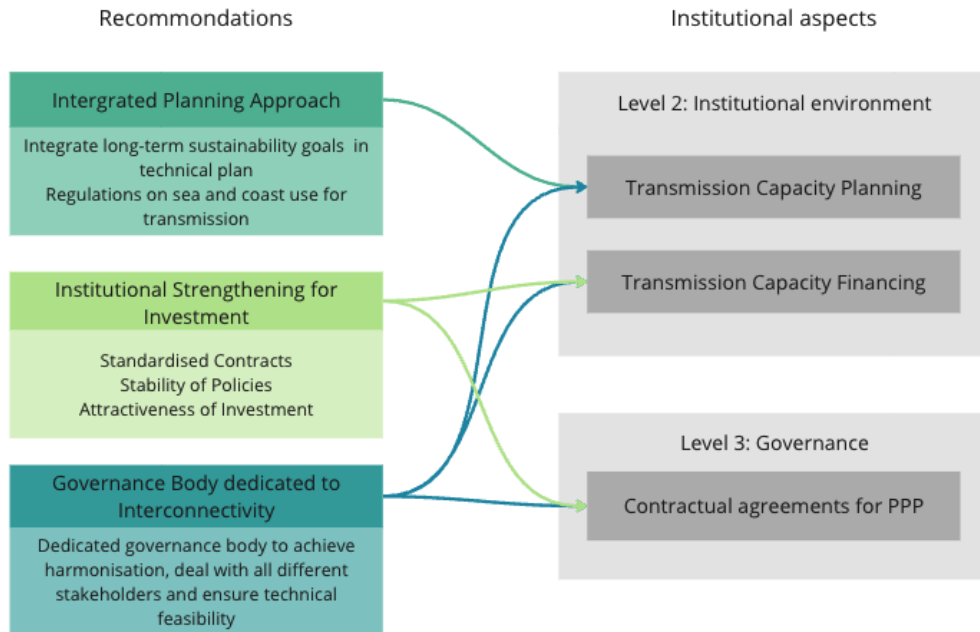 Recommendations
Institutional aspects
Intergrated Planning Approach
Integrate long-term sustainability goals in
technical plan
Regulations on sea and coast use for
transmission
Institutional Strengthening for
Investment
Standardised Contracts
Stability of Policies
Attractiveness of Investment
Governance Body dedicated to
Interconnectivity
Dedicated governance body to achieve
harmonisation, deal with all different
stakeholders and ensure technical
feasibility
Level 2: Institutional environment
Transmission Capacity Planning
Transmission Capacity Financing
Level 3: Governance
Contractual agreements for PPP